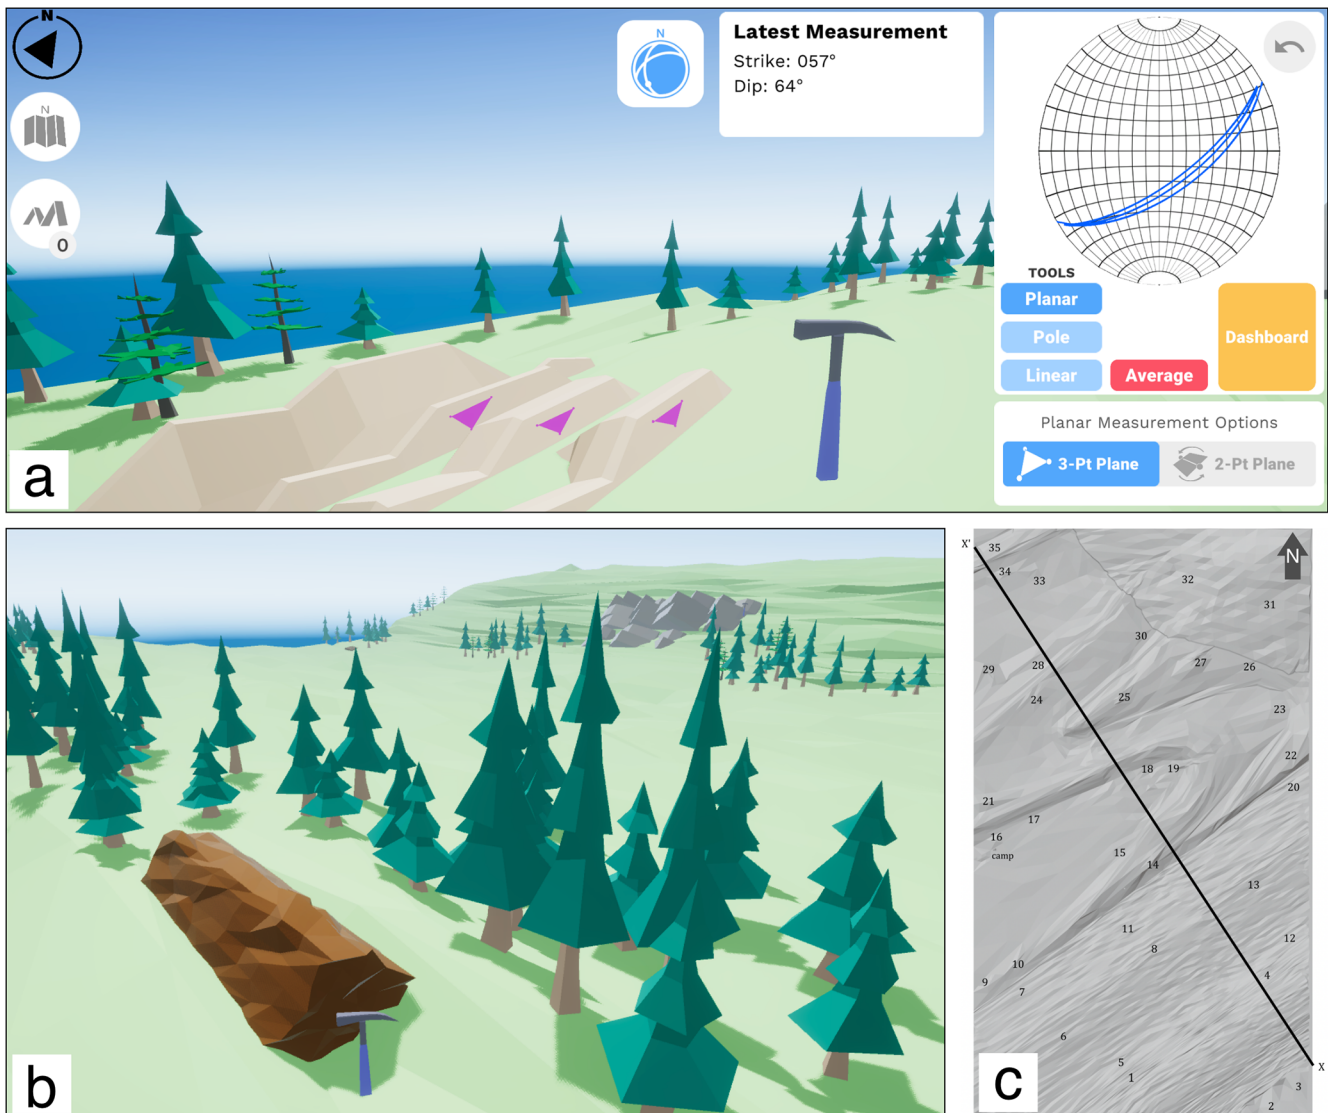 N
N
0
N
Latest Measurement
Strike: 057°
Dip: 64°
TOOLS
Planar
Pole
Linear
Average
Dashboard
Planar Measurement Options
3-Pt Plane
2-Pt Plane
a
b
X'
35
N
34
33
32
31
30
29
28
27
26
24
25
23
22
18
19
20
21
17
16
camp
15
14
13
11
12
8
10
4
9
7
6
5
X
1
3
2
c